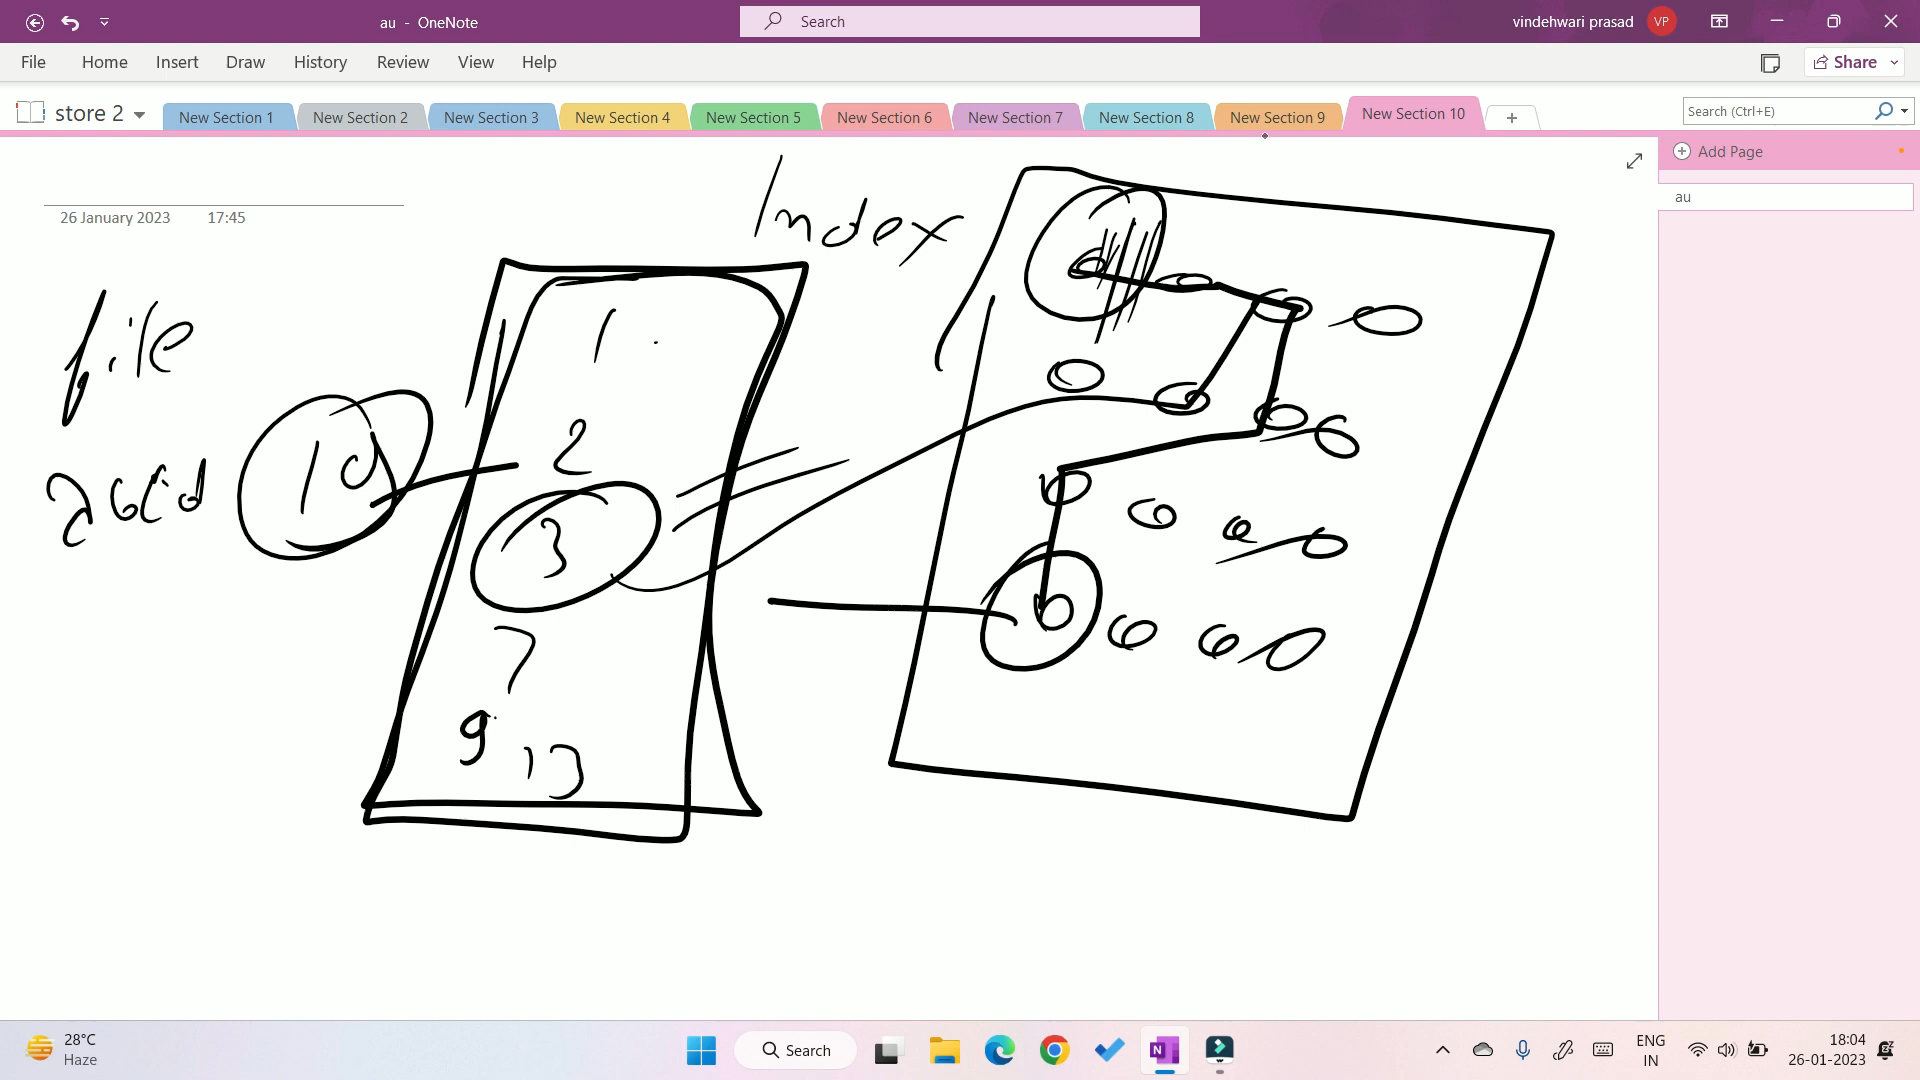 au - OneNote
Search
vindehwari prasad
VP
File Home Insert Draw History Review View Help
Share
store 2
New Section 1
New Section 2
New Section 3
New Section 4
New Section 5
New Section 6
New Section 7
New Section 8
New Section 9
New Section 10
Search (Ctrl+E)
Add Page
au
26 January 2023 17:45
Index
file
1
2
3
7
9
13
28°C
Haze
Search
ENG
IN
18:04
26-01-2023